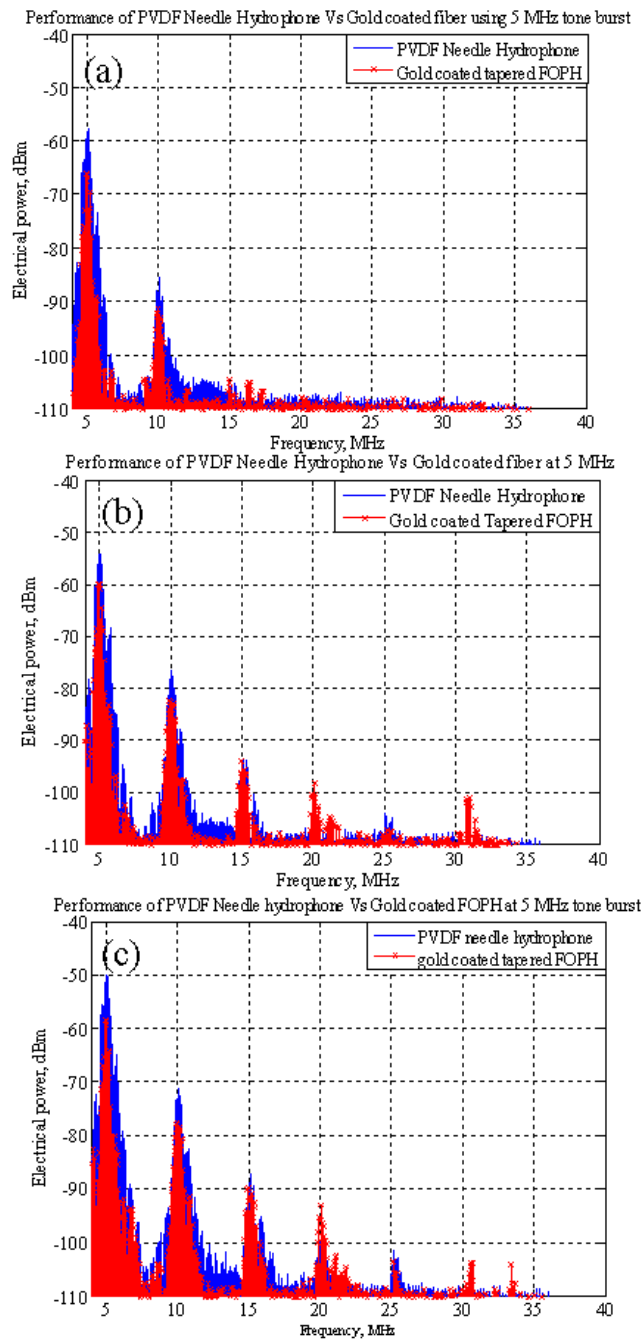 Performance of PVDF Needle Hydrophone Vs Gold coated fiber using 5 MHz tone burst
(a)
PVDF Needle Hydrophone
Gold coated tapered FOPH
Electrical power, dBm
-40
-50
-60
-70
-80
-90
-100
-110
5 10 15 20 25 30 35 40
Frequency, MHz
Performance of PVDF Needle Hydrophone Vs Gold coated fiber at 5 MHz
(b)
PVDF Needle Hydrophone
Gold coated Tapered FOPH
Electrical power, dBm
-40
-50
-60
-70
-80
-90
-100
-110
5 10 15 20 25 30 35 40
Frequency, MHz
Performance of PVDF Needle hydrophone Vs Gold coated FOPH at 5 MHz tone burst
(c)
PVDF needle hydrophone
gold coated tapered FOPH
Electrical power, dBm
-40
-50
-60
-70
-80
-90
-100
-110
5 10 15 20 25 30 35 40
Frequency, MHz